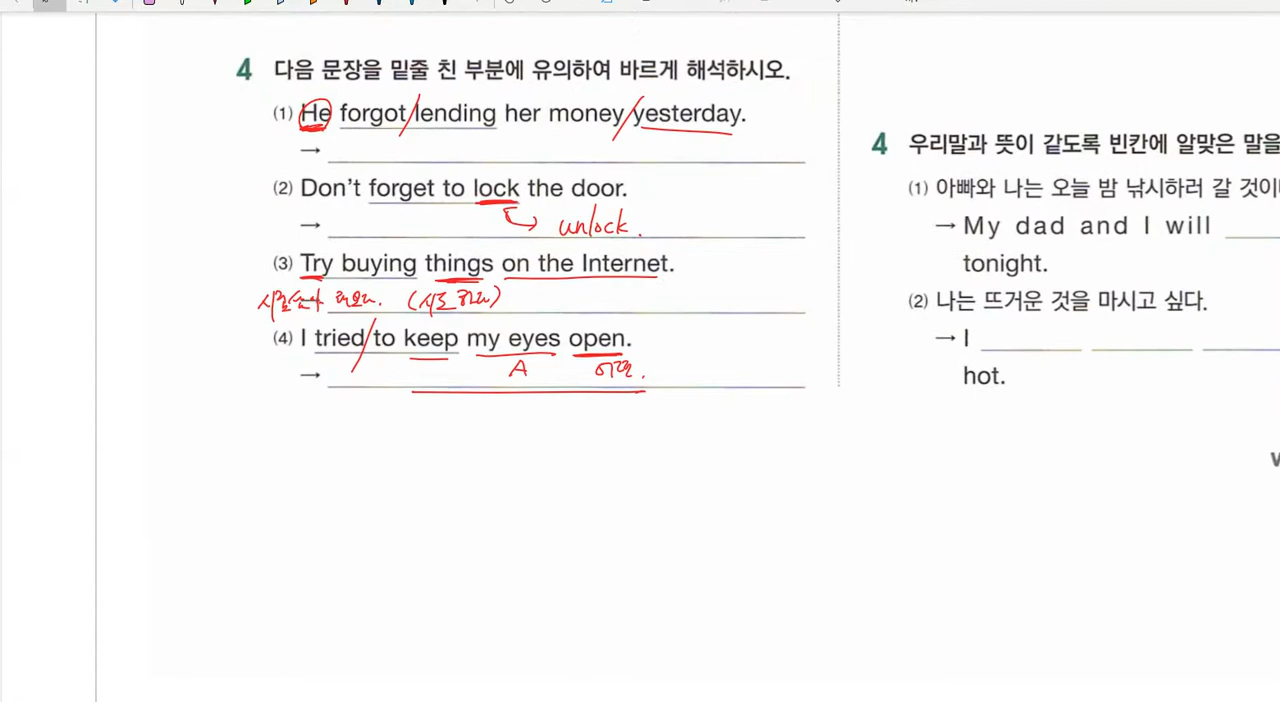 4 다음 문장을 밑줄 친 부분에 유의하여 바르게 해석하시오.
(1) He forgot lending her money yesterday.
→
(2) Don't forget to lock the door.
→ unlock.
(3) Try buying things on the Internet.
(4) I tried to keep my eyes open.
A
→
4 우리말과 뜻이 같도록 빈칸에 알맞은 말을
(1) 아빠와 나는 오늘 밤 낚시하러 갈 것이
→ My dad and I will
tonight.
(2) 나는 뜨거운 것을 마시고 싶다.
→ I
hot.